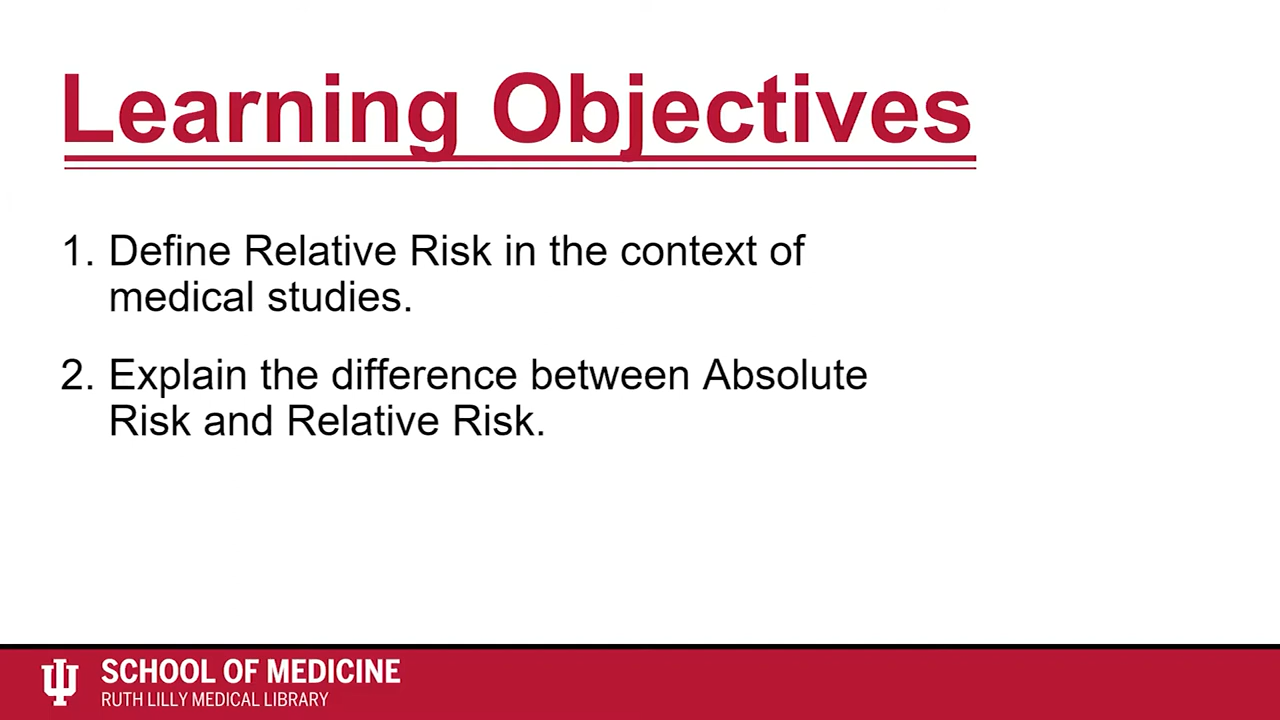 Learning Objectives
1. Define Relative Risk in the context of
medical studies.
2. Explain the difference between Absolute
Risk and Relative Risk.
SCHOOL OF MEDICINE
RUTH LILLY MEDICAL LIBRARY